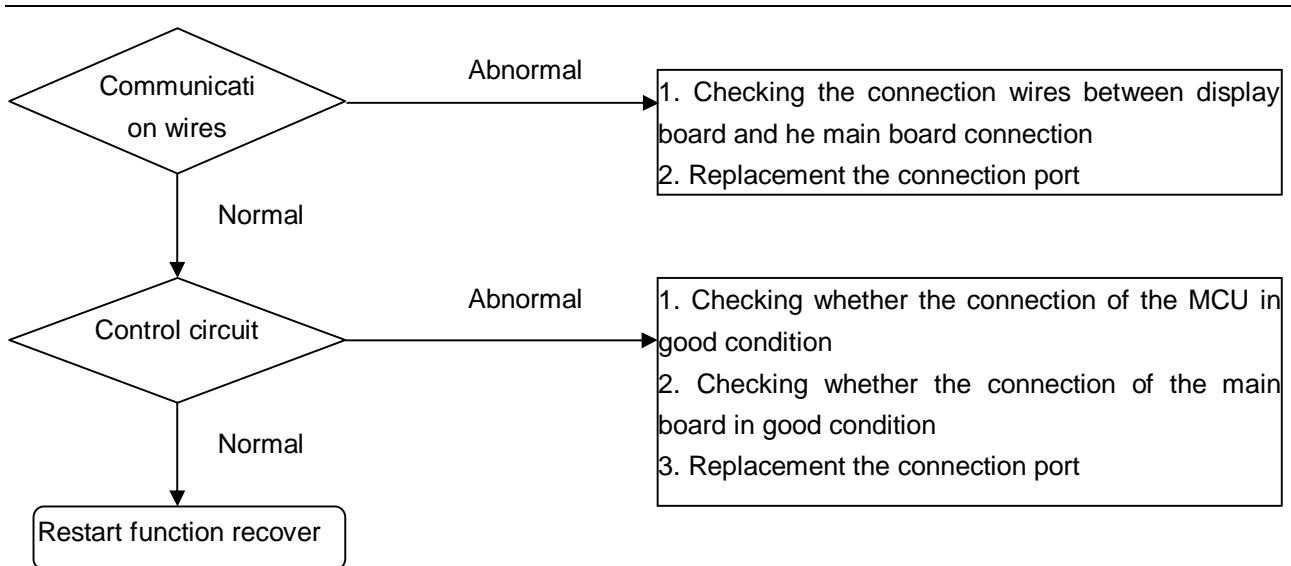 Communicati
on wires
Abnormal
1. Checking the connection wires between display
board and he main board connection
2. Replacement the connection port
Normal
Control circuit
Abnormal
1. Checking whether the connection of the MCU in
good condition
2. Checking whether the connection of the main
board in good condition
3. Replacement the connection port
Normal
Restart function recover